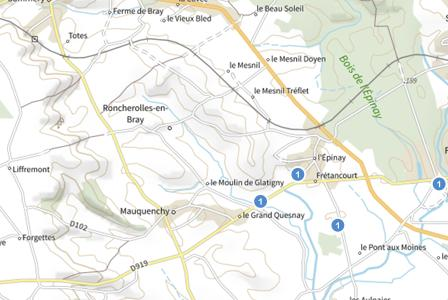 Ferme de Bray
le Vieux Bled
le Beau Soleil
Totes
le Mesnil
le Mesnil Doyen
Bois de l'Épinoy
le Mesnil Tréflet
Roncherolles-en-
Bray
l'Épinay
Liffremont
le Moulin de Glatigny
Frétancourt
1
1
1
1
Mauquenchy
le Grand Quesnay
D102
Forgettes
le Pont aux Moines
D919